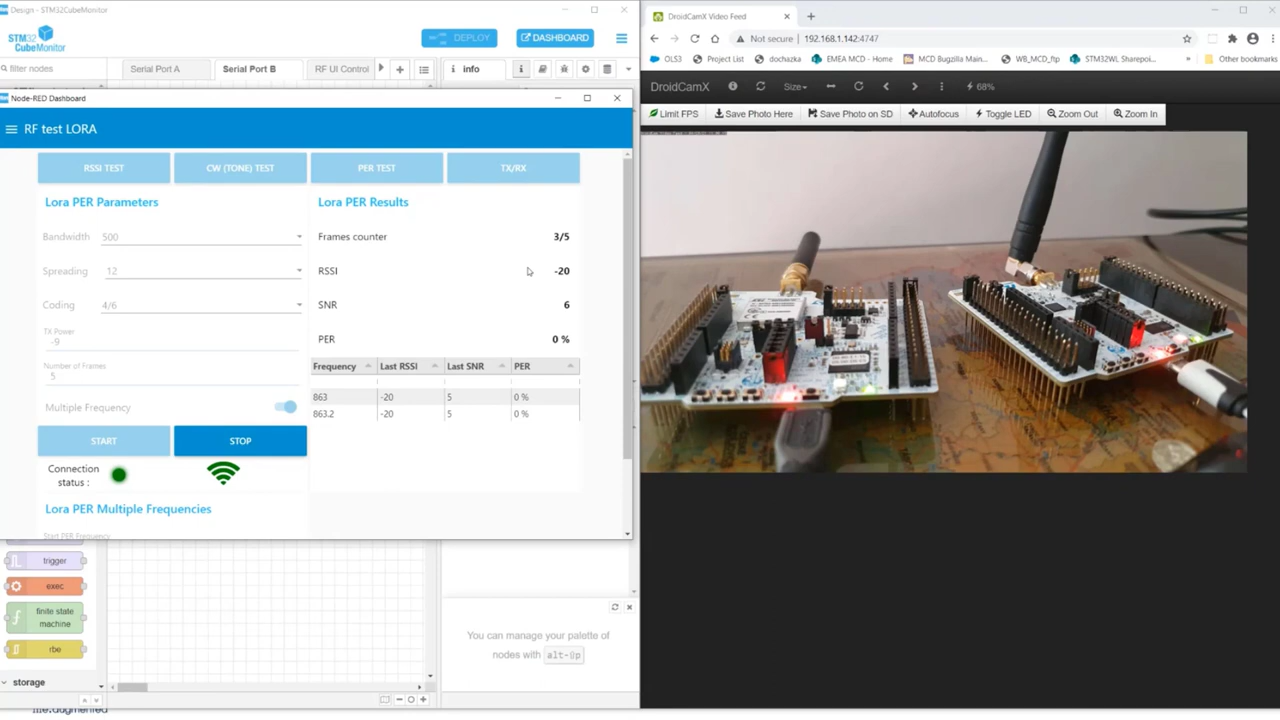 Design - STM32CubeMonitor
STM32
CubeMonitor
DEPLOY
DASHBOARD
filter nodes
Serial Port A
Serial Port B
RF UI Control
info
Node-RED Dashboard
RF test LORA
RSSI TEST
CW (TONE) TEST
PER TEST
TX/RX
Lora PER Parameters
Bandwidth 500
Spreading 12
Coding 4/6
TX Power
-9
Number of Frames
5
Multiple Frequency
START
STOP
Connection
status :
Lora PER Multiple Frequencies
Start PER Frequency
Lora PER Results
Frames counter 3/5
RSSI -20
SNR 6
PER 0 %
Frequency Last RSSI Last SNR PER
863 -20 5 0 %
863.2 -20 5 0 %
trigger
exec
finite state
machine
rbe
storage
You can manage your palette of
nodes with alt-⇧p
DroidCamX Video Feed
Not secure 192.168.1.142:4747
OLS3
Project List
dochazka
EMEA MCD - Home
MCD Bugzilla Main...
WB_MCD_ftp
STM32WL Sharepoi...
Other bookmarks
DroidCamX
Size
68%
Limit FPS
Save Photo Here
Save Photo on SD
Autofocus
Toggle LED
Zoom Out
Zoom In